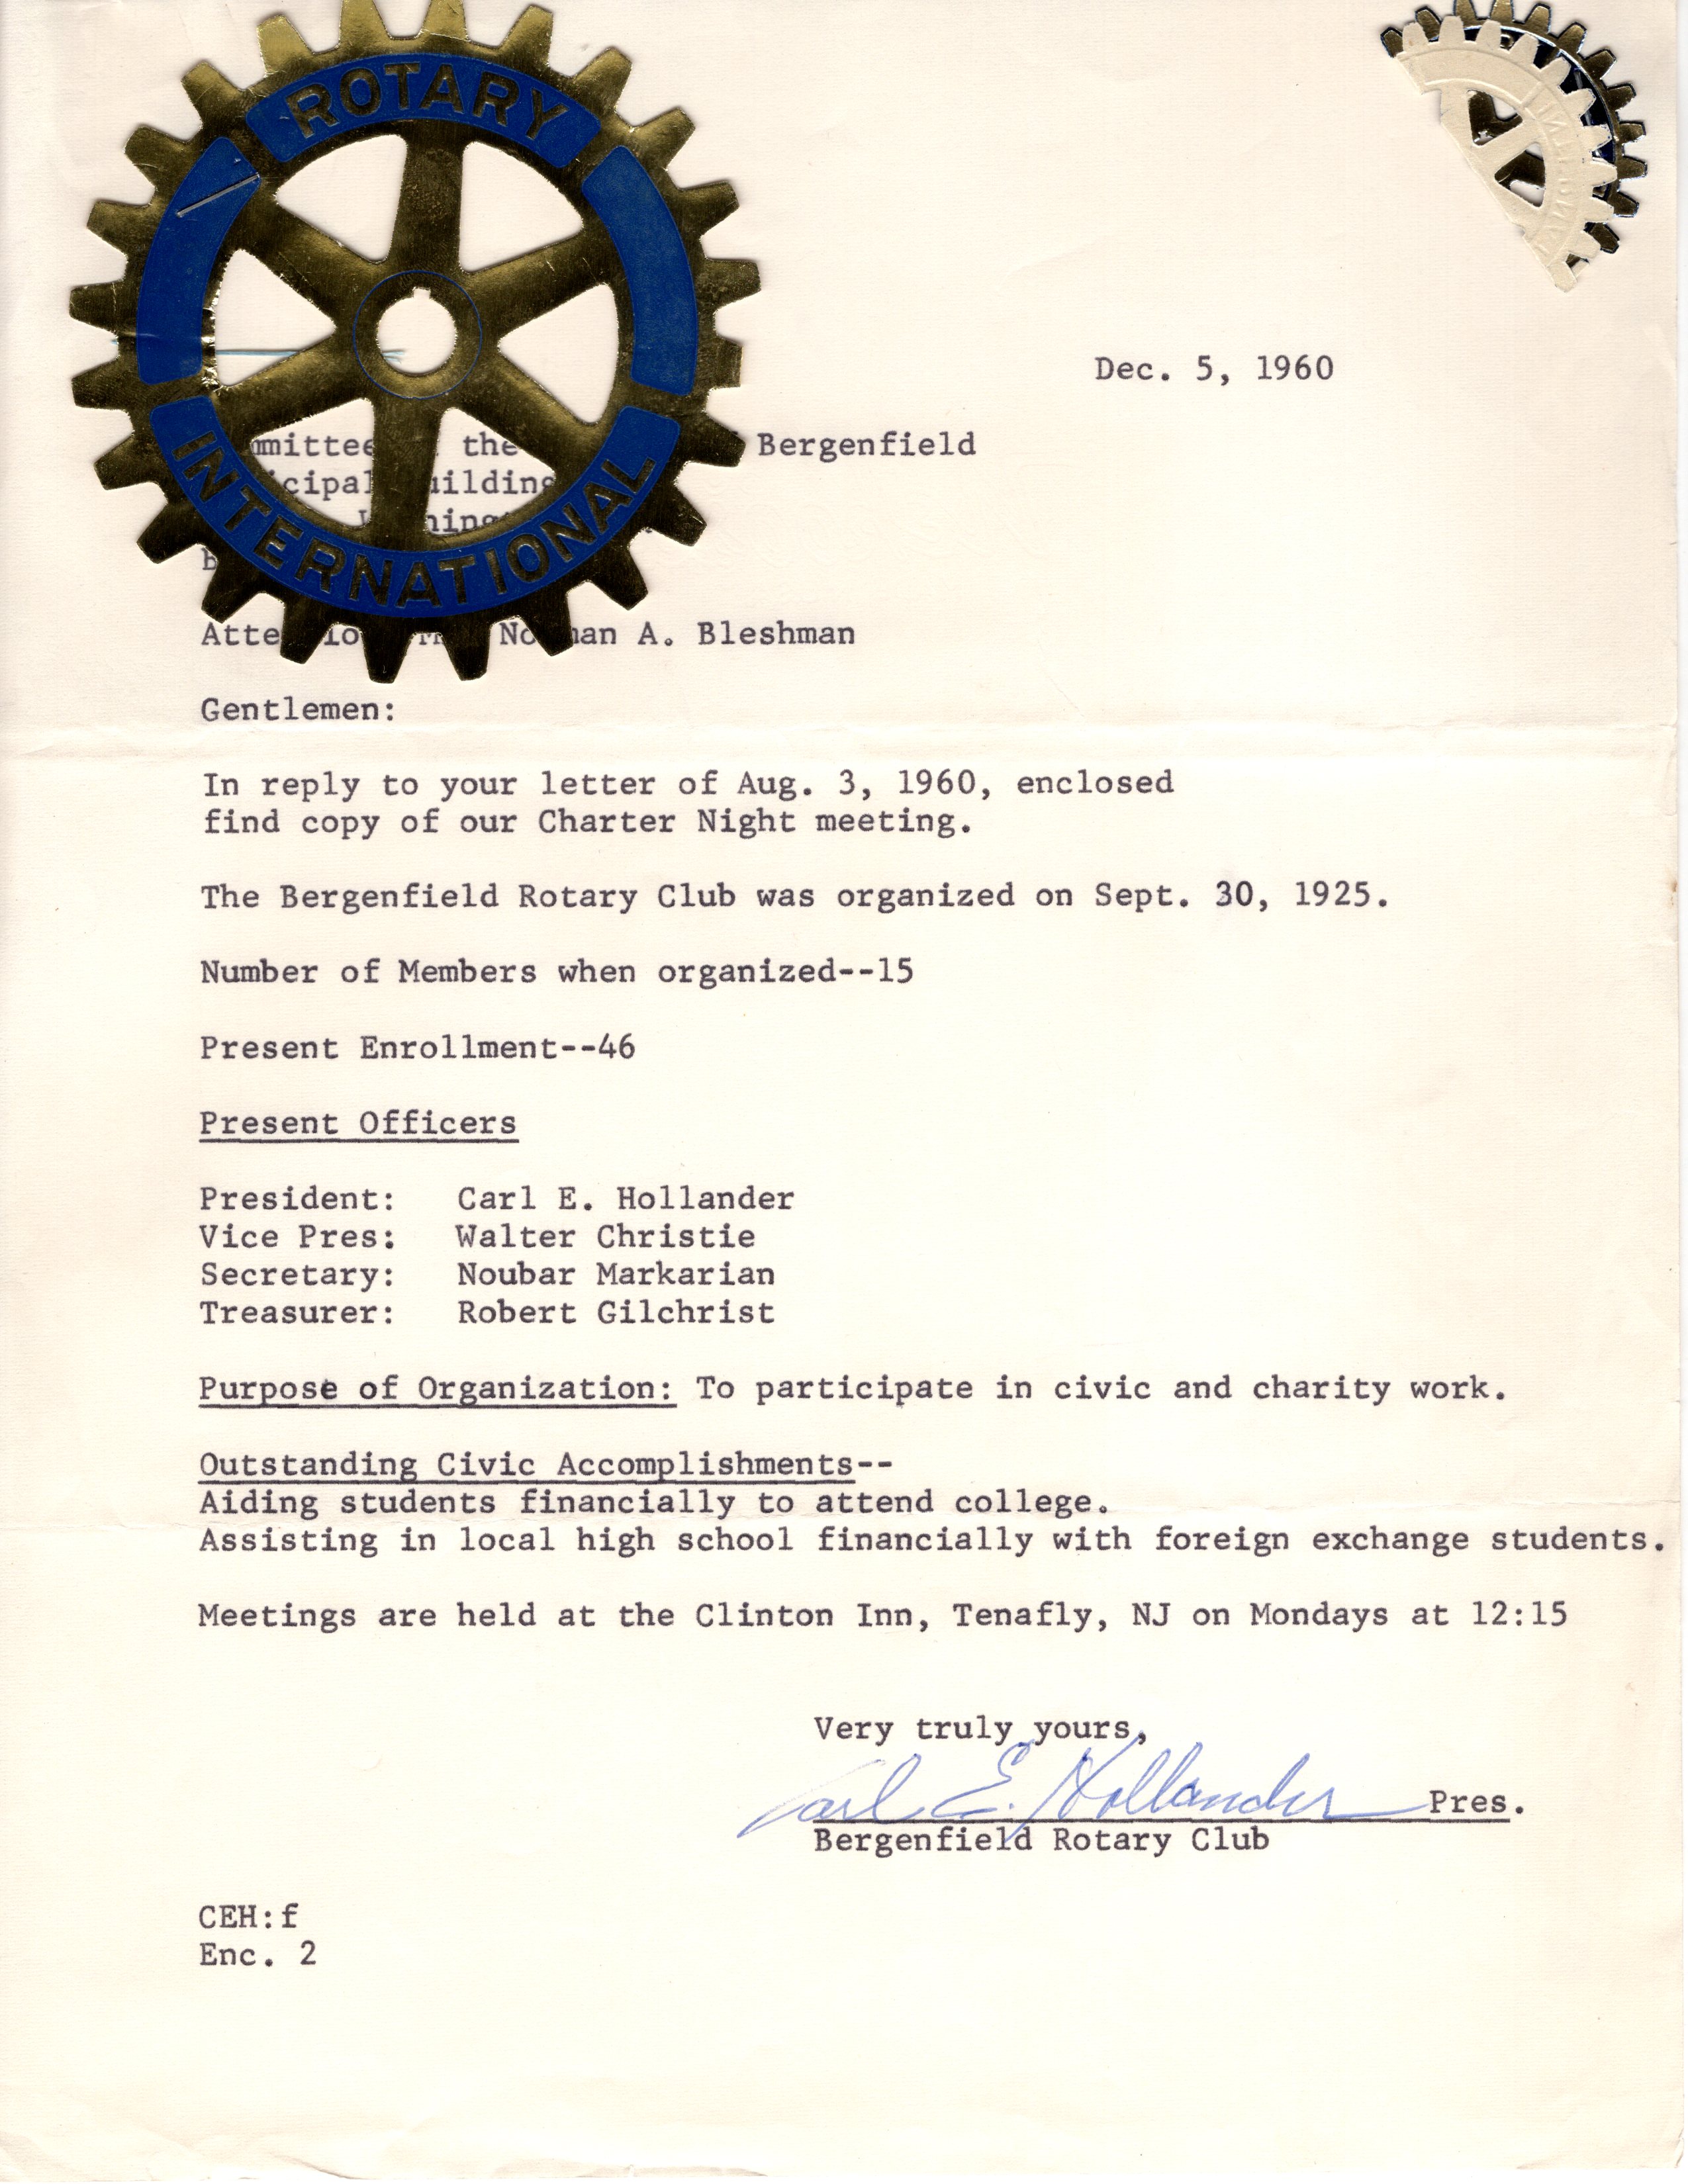 ROTARY
INTERNATIONAL
Dec. 5, 1960
the Bergenfield
A. Bleshman
Gentlemen:
In reply to your letter of Aug. 3, 1960, enclosed
find copy of our Charter Night meeting.
The Bergenfield Rotary Club was organized on Sept. 30, 1925.
Number of Members when organized--15
Present Enrollment--46
Present Officers
President: Carl E. Hollander
Vice Pres: Walter Christie
Secretary: Noubar Markarian
Treasurer: Robert Gilchrist
Purpose of Organization: To participate in civic and charity work.
Outstanding Civic Accomplishments--
Aiding students financially to attend college.
Assisting in local high school financially with foreign exchange students.
Meetings are held at the Clinton Inn, Tenafly, NJ on Mondays at 12:15
Very truly yours,
Carl E. Hollander Pres.
Bergenfield Rotary Club
CEH:f
Enc. 2